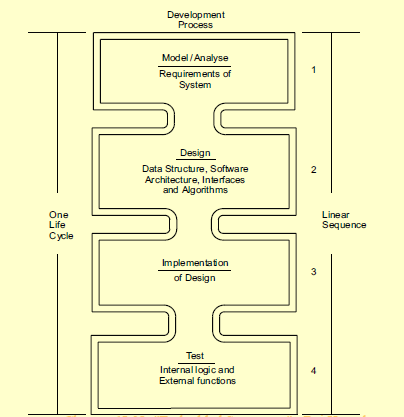 Development
Process
Model/Analyse
Requirements of
System
1
Design
Data Structure, Software
Architecture, Interfaces
and Algorithms
2
One
Life
Cycle
Linear
Sequence
Implementation
of Design
3
Test
Internal logic and
External functions
4